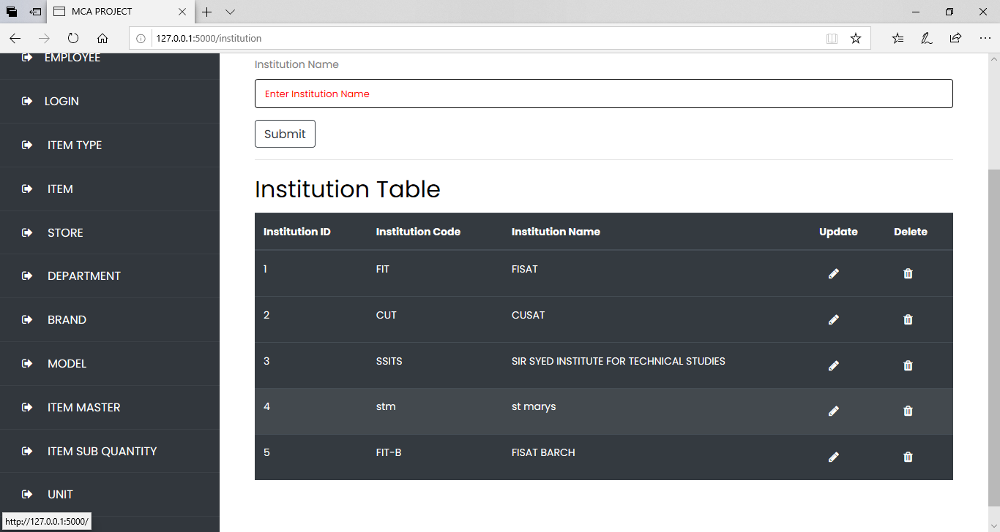 MCA PROJECT
127.0.0.1:5000/institution
EMPLOYEE
LOGIN
ITEM TYPE
ITEM
STORE
DEPARTMENT
BRAND
MODEL
ITEM MASTER
ITEM SUB QUANTITY
UNIT
http://127.0.0.1:5000/
Institution Name
Enter Institution Name
Submit
Institution Table
Institution ID Institution Code Institution Name Update Delete
1 FIT FISAT
2 CUT CUSAT
3 SSITS SIR SYED INSTITUTE FOR TECHNICAL STUDIES
4 stm st marys
5 FIT-B FISAT BARCH